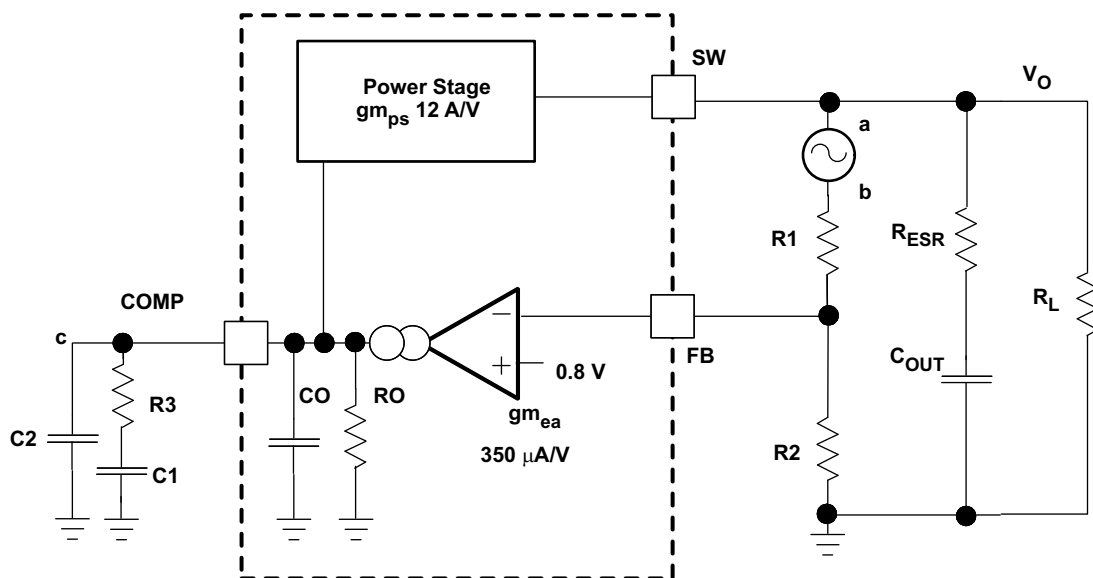 Power Stage
gm_ps 12 A/V
SW
V_O
a
b
R1
R_ESR
R_L
COMP
c
FB
0.8 V
C_OUT
R3
CO
RO
gm_ea
C2
C1
350 μA/V
R2
−
+